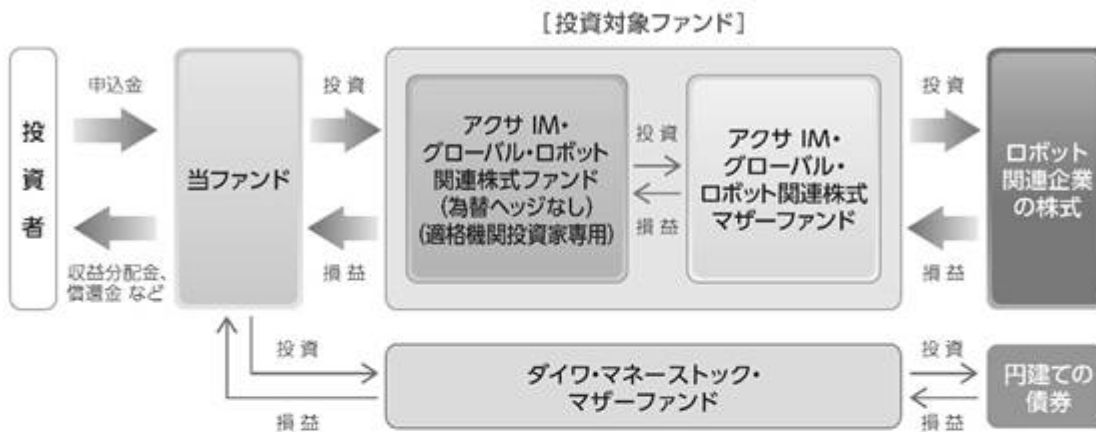 [投資対象ファンド]
投資者
申込金
収益分配金、
償還金 など
当ファンド
投資
損益
アクサ IM・
グローバル・ロボット
関連株式ファンド
(為替ヘッジなし)
(適格機関投資家専用)
投資
損益
アクサ IM・
グローバル・
ロボット関連株式
マザーファンド
投資
損益
ロボット
関連企業
の株式
投資
損益
ダイワ・マネーストック・
マザーファンド
投資
損益
円建ての
債券